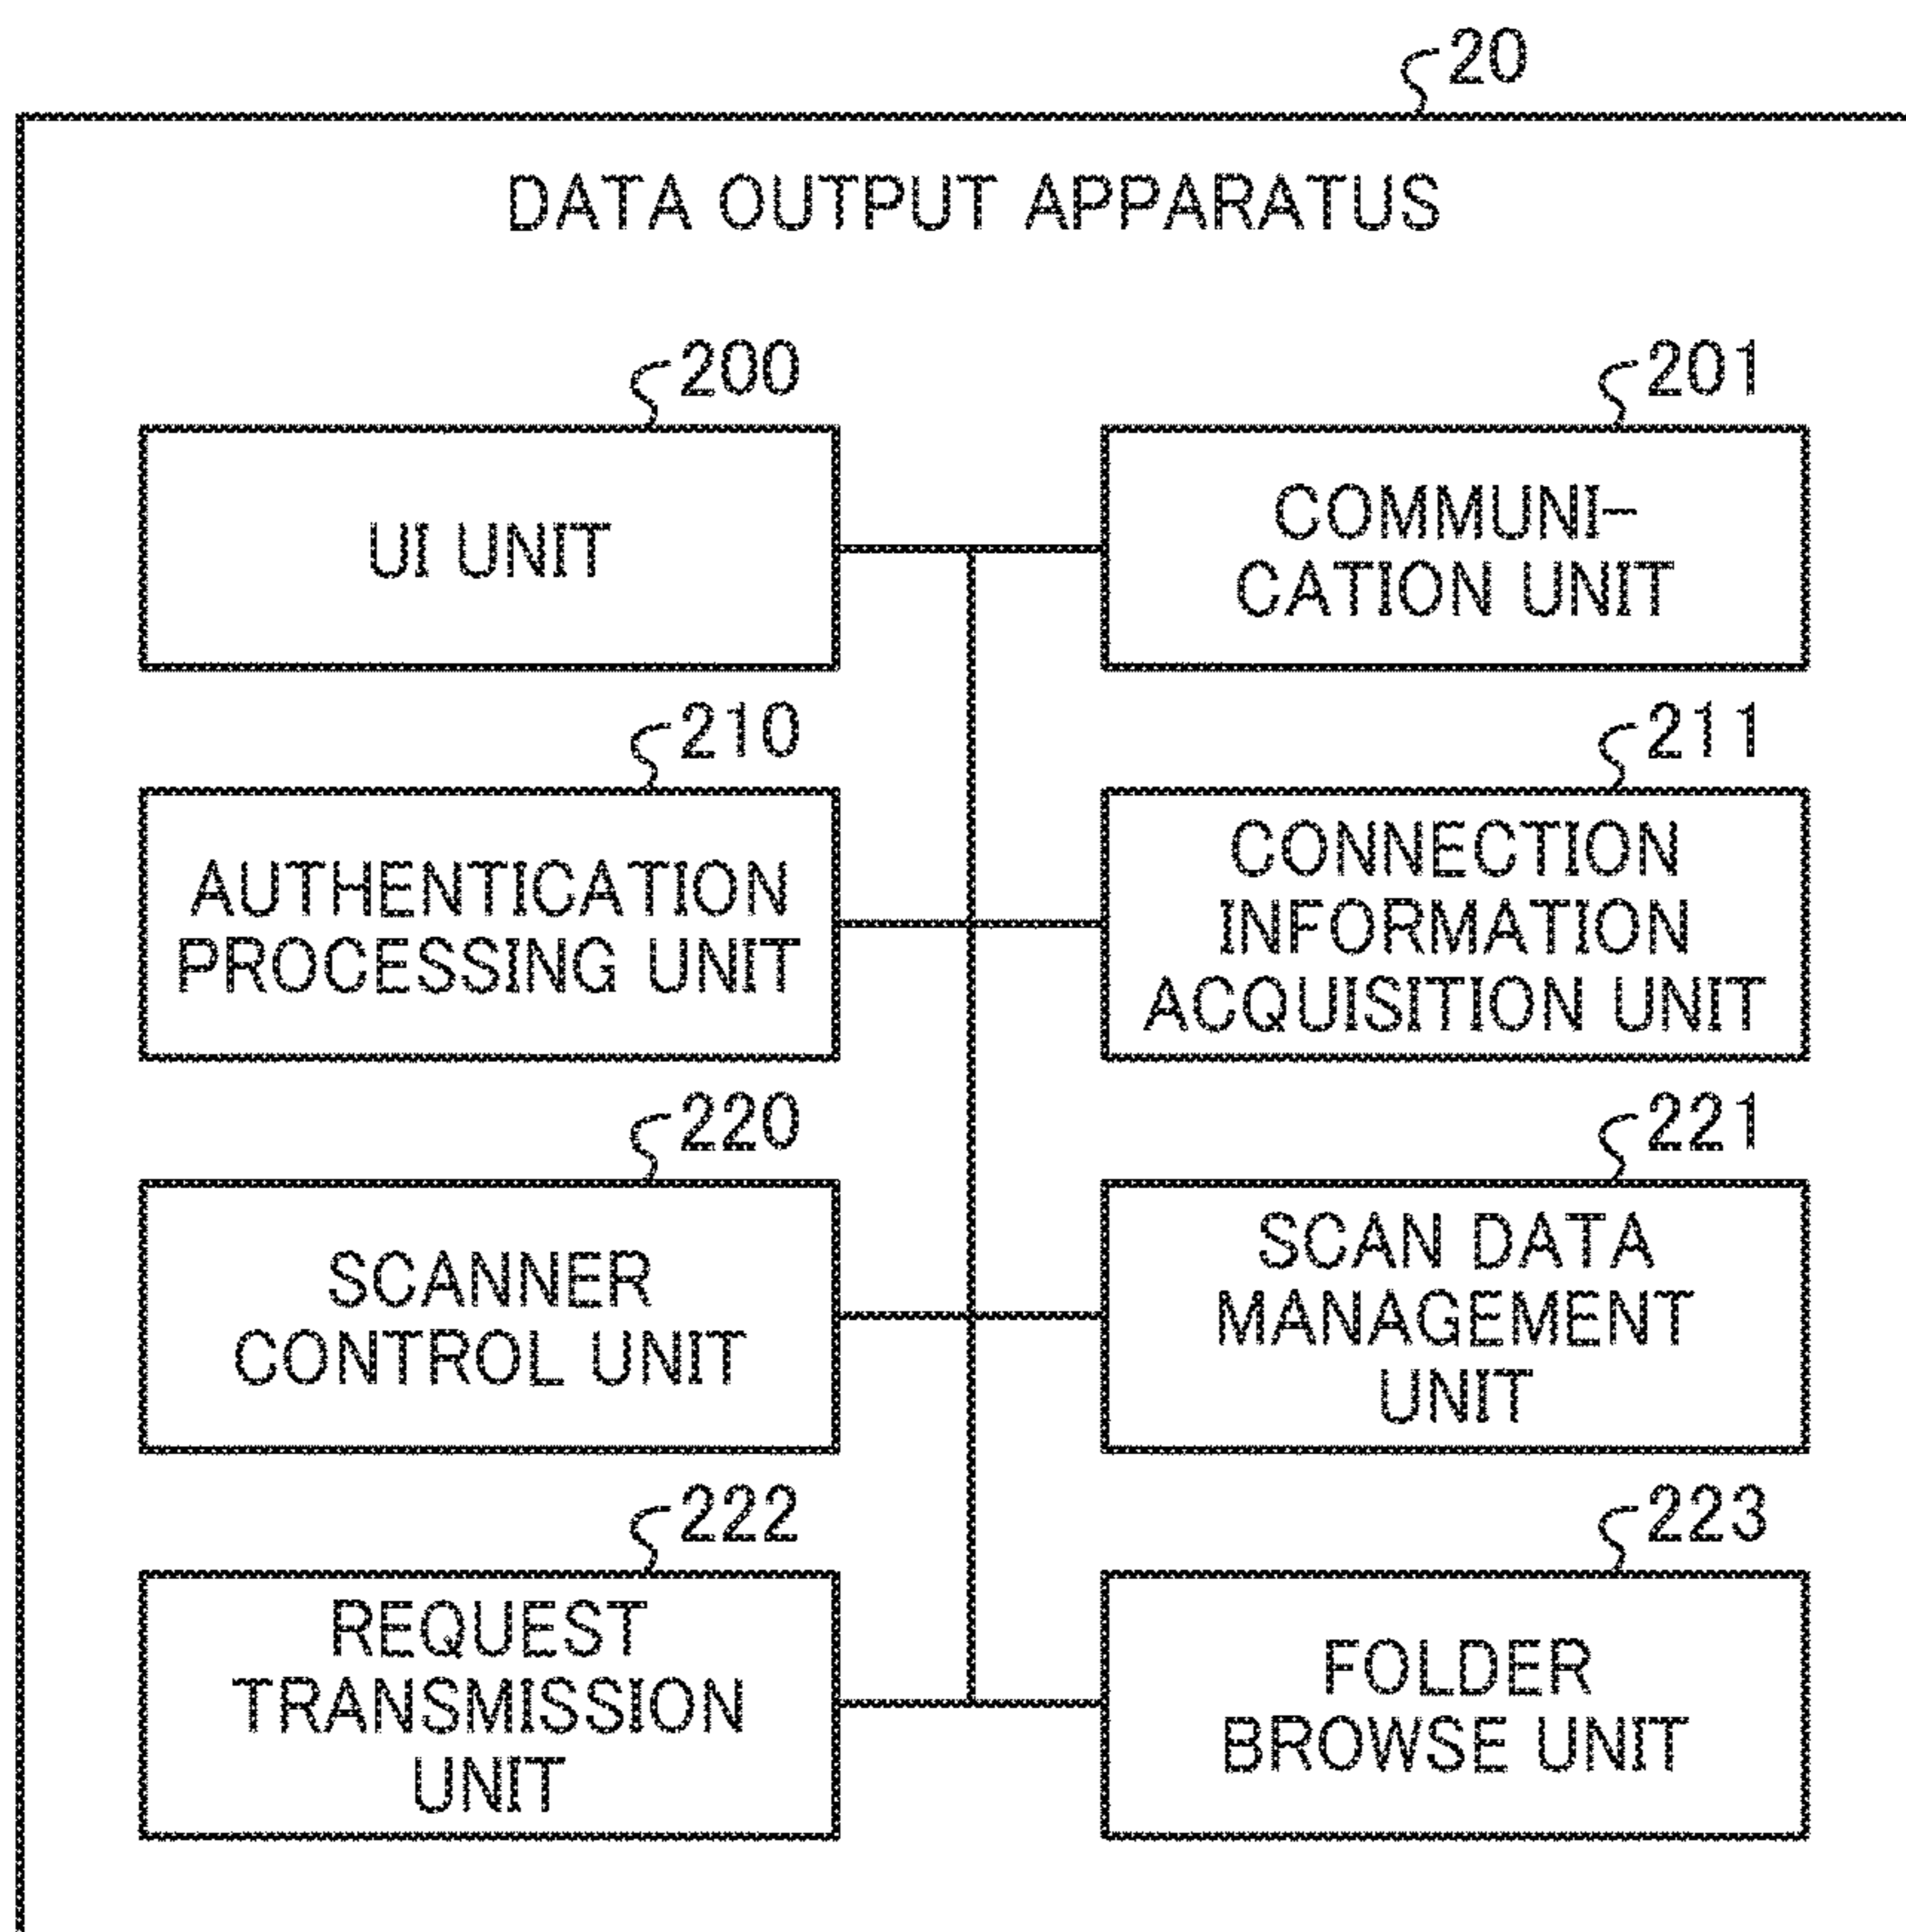 20
DATA OUTPUT APPARATUS
200
UI UNIT
201
COMMUNI-
CATION UNIT
210
AUTHENTICATION
PROCESSING UNIT
211
CONNECTION
INFORMATION
ACQUISITION UNIT
220
SCANNER
CONTROL UNIT
221
SCAN DATA
MANAGEMENT
UNIT
222
REQUEST
TRANSMISSION
UNIT
223
FOLDER
BROWSE UNIT